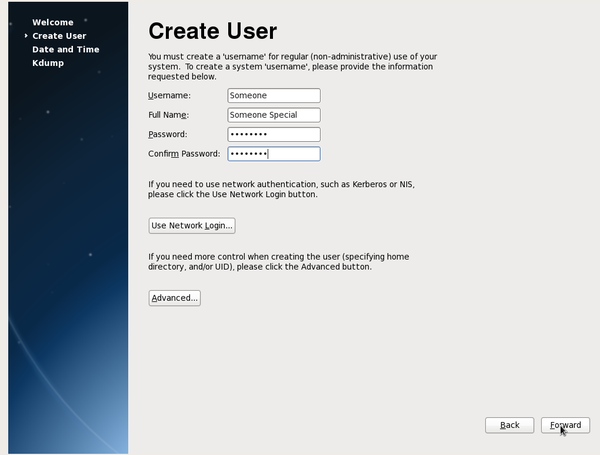 Welcome
Create User
Date and Time
Kdump
Create User
You must create a 'username' for regular (non-administrative) use of your
system. To create a system 'username', please provide the information
requested below.
Username: Someone
Full Name: Someone Special
Password: ••••••••
Confirm Password: ••••••••
If you need to use network authentication, such as Kerberos or NIS,
please click the Use Network Login button.
Use Network Login...
If you need more control when creating the user (specifying home
directory, and/or UID), please click the Advanced button.
Advanced...
Back Forward